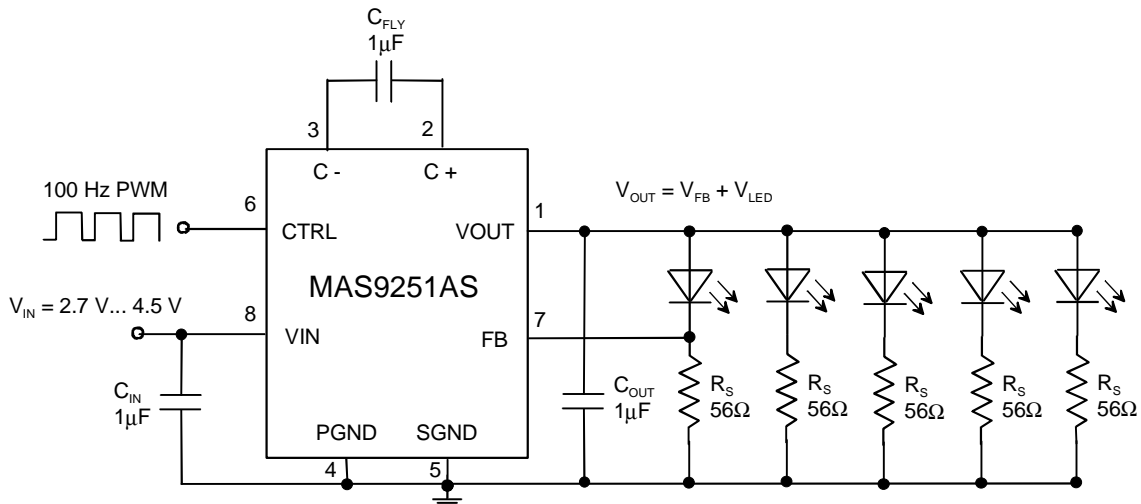 C_FLY
1µF
3
2
C -
C +
100 Hz PWM
6
CTRL
VOUT
1
V_OUT = V_FB + V_LED
MAS9251AS
V_IN = 2.7 V... 4.5 V
8
VIN
FB
7
C_IN
1µF
PGND
SGND
4
5
C_OUT
1µF
R_S
56Ω
R_S
56Ω
R_S
56Ω
R_S
56Ω
R_S
56Ω